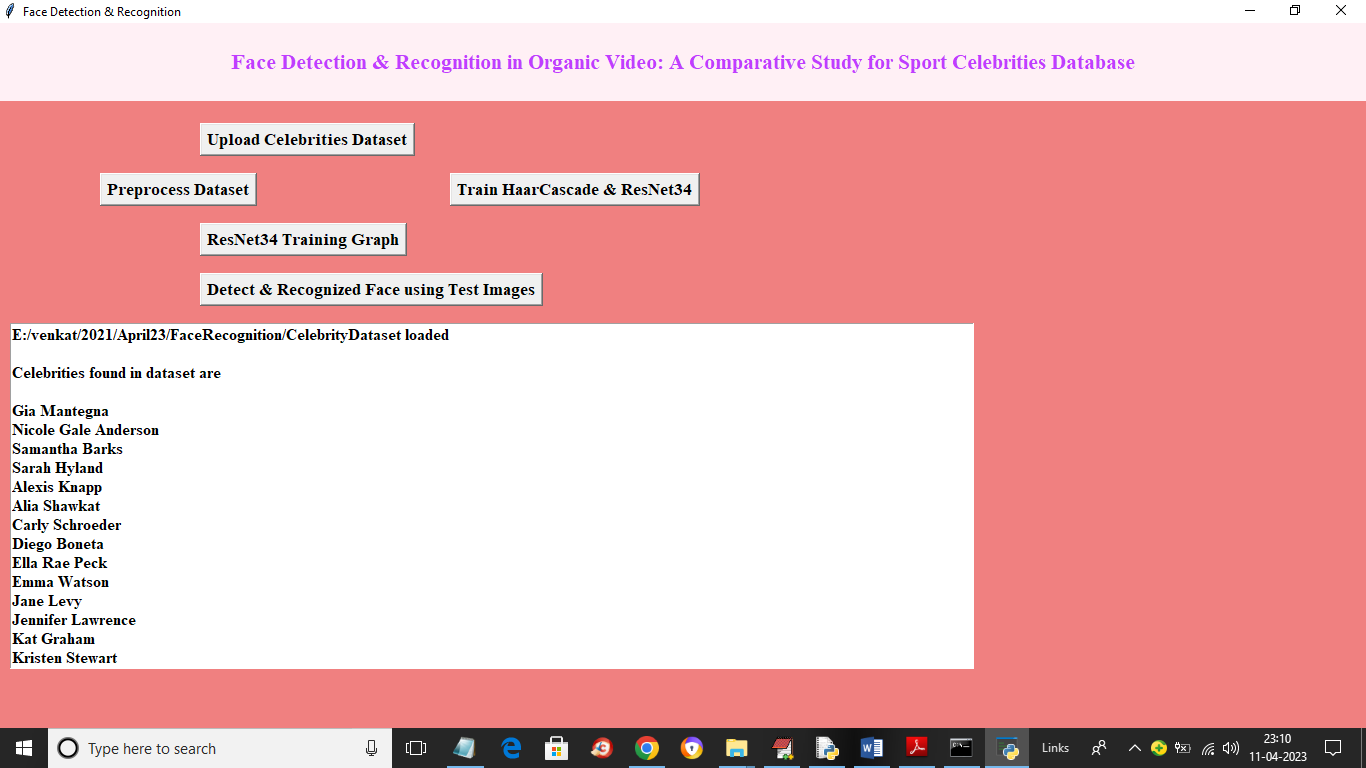 Face Detection & Recognition
Face Detection & Recognition in Organic Video: A Comparative Study for Sport Celebrities Database
Upload Celebrities Dataset
Preprocess Dataset
Train HaarCascade & ResNet34
ResNet34 Training Graph
Detect & Recognized Face using Test Images
E:/venkat/2021/April23/FaceRecognition/CelebrityDataset loaded
Celebrities found in dataset are
Gia Mantegna
Nicole Gale Anderson
Samantha Barks
Sarah Hyland
Alexis Knapp
Alia Shawkat
Carly Schroeder
Diego Boneta
Ella Rae Peck
Emma Watson
Jane Levy
Jennifer Lawrence
Kat Graham
Kristen Stewart
Type here to search
Links
23:10
11-04-2023